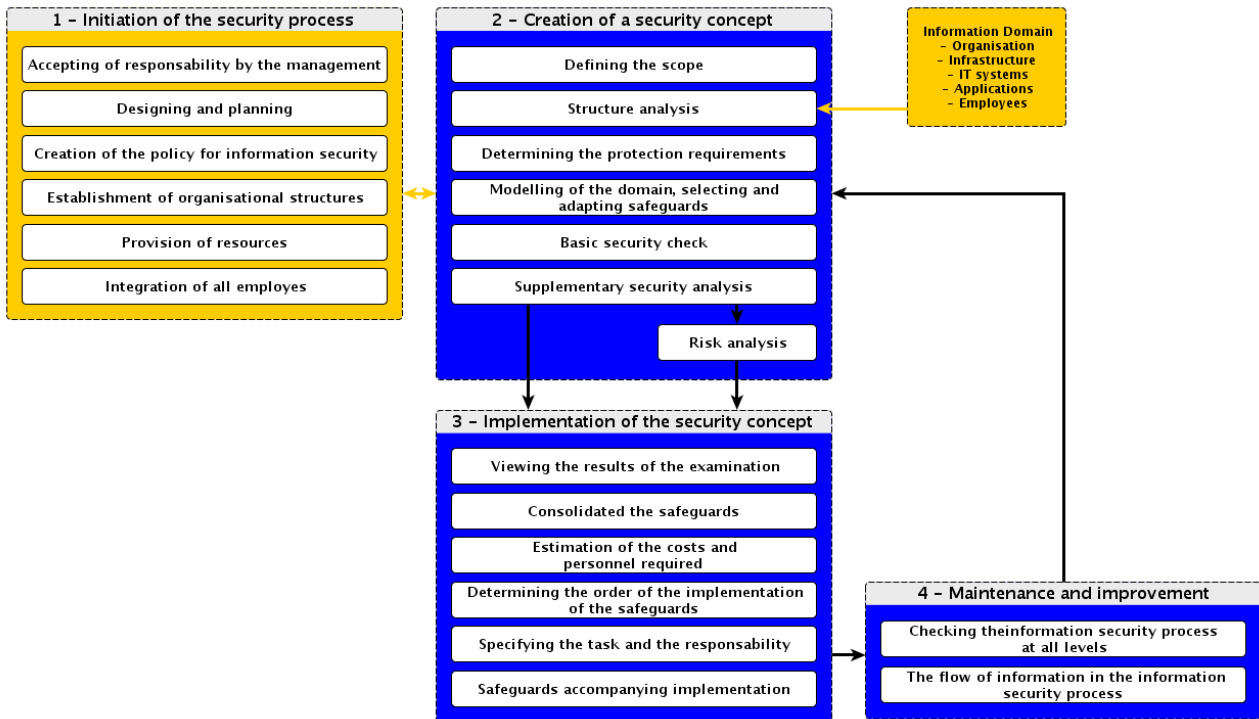 1 – Initiation of the security process
Accepting of responsability by the management
Designing and planning
Creation of the policy for information security
Establishment of organisational structures
Provision of resources
Integration of all employes
2 – Creation of a security concept
Defining the scope
Structure analysis
Determining the protection requirements
Modelling of the domain, selecting and
adapting safeguards
Basic security check
Supplementary security analysis
Risk analysis
Information Domain
– Organisation
– Infrastructure
– IT systems
– Applications
– Employees
3 – Implementation of the security concept
Viewing the results of the examination
Consolidated the safeguards
Estimation of the costs and
personnel required
Determining the order of the implementation
of the safeguards
Specifying the task and the responsability
Safeguards accompanying implementation
4 – Maintenance and improvement
Checking theinformation security process
at all levels
The flow of information in the information
security process